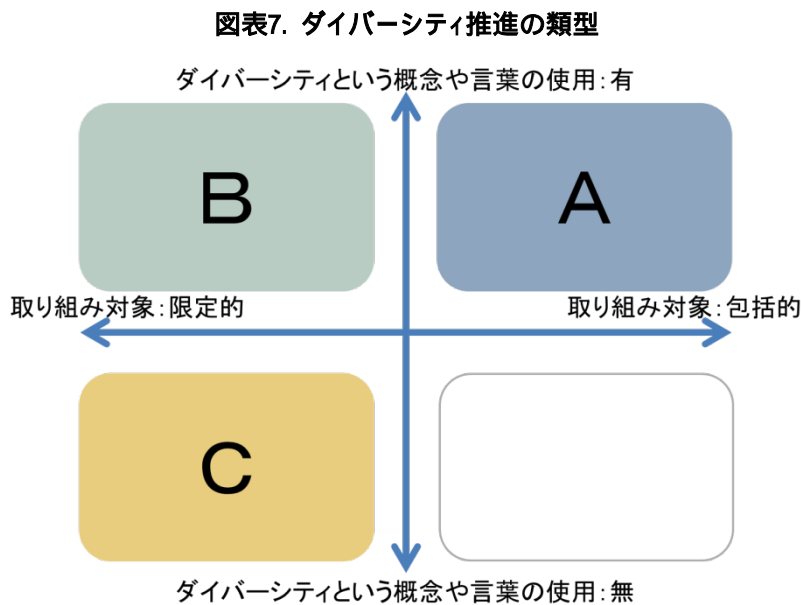 図表7. ダイバーシティ推進の類型
ダイバーシティという概念や言葉の使用：有
B
A
取り組み対象：限定的
取り組み対象：包括的
C
ダイバーシティという概念や言葉の使用：無